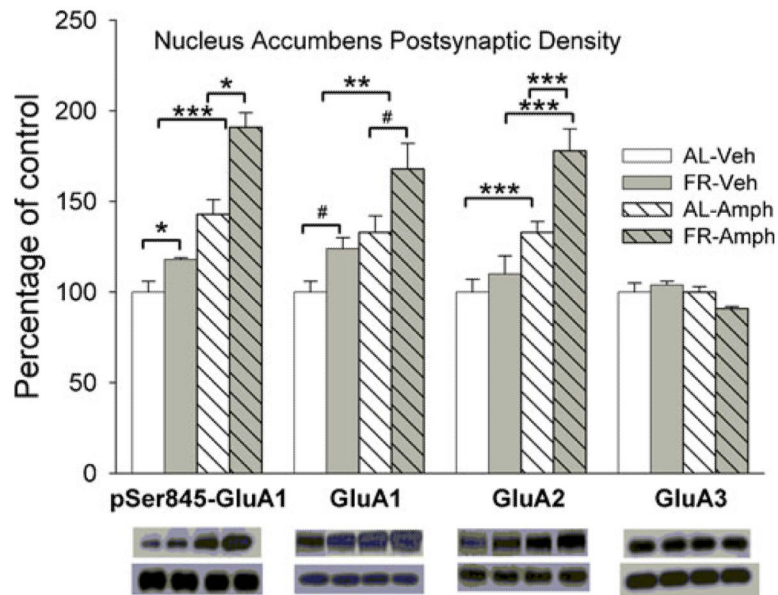 Nucleus Accumbens Postsynaptic Density
Percentage of control
250
200
150
100
50
0
* *** *
# ** #
*** *** ***
AL-Veh
FR-Veh
AL-Amph
FR-Amph
pSer845-GluA1 GluA1 GluA2 GluA3